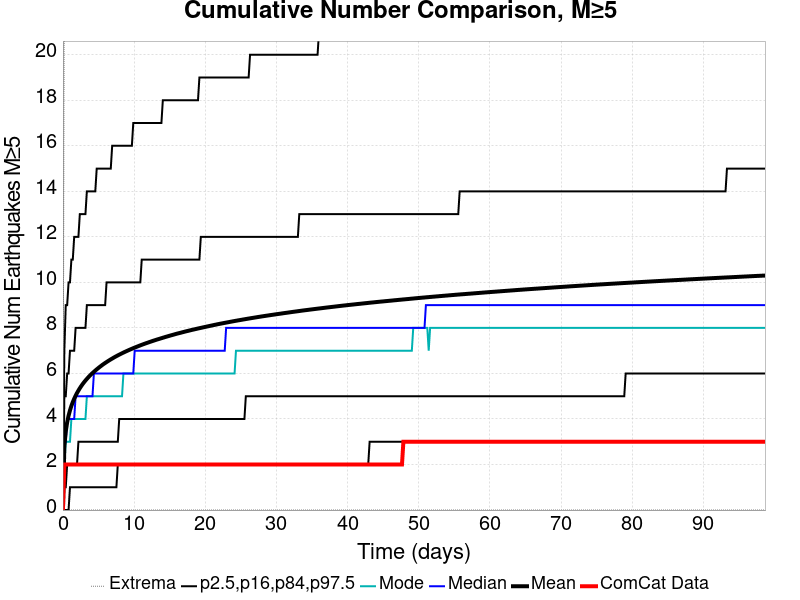 Cumulative Number Comparison, M≥5
Cumulative Num Earthquakes M≥5
20
18
16
14
12
10
8
6
4
2
0
0 10 20 30 40 50 60 70 80 90
Time (days)
Extrema p2.5,p16,p84,p97.5 Mode Median Mean ComCat Data